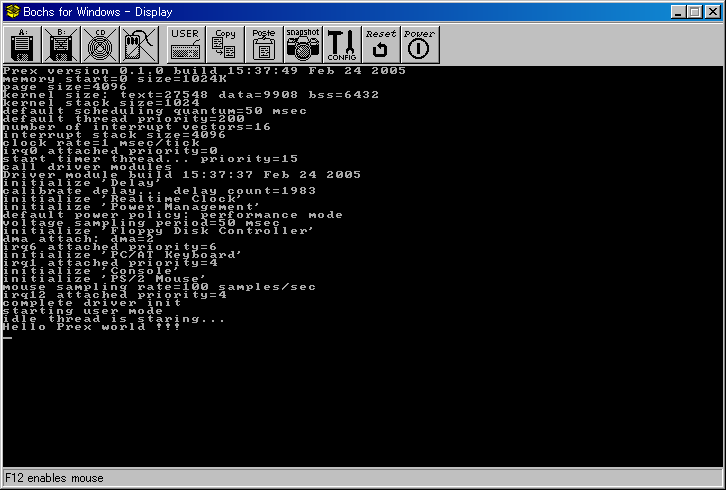 Bochs for Windows - Display
A: B: CD USER Copy Paste snapshot CONFIG Reset Power
Prex version 0.1.0 build 15:37:49 Feb 24 2005
memory start=0 size=1024K
page size=4096
kernel size: text=27548 data=9908 bss=6432
kernel stack size=1024
default scheduling quantum=50 msec
default thread priority=200
number of interrupt vectors=16
interrupt stack size=4096
clock rate=1 msec/tick
irq0 attached priority=0
start timer thread... priority=15
call driver modules
Driver module build 15:37:37 Feb 24 2005
initialize 'Delay'
calibrate delay... delay count=1983
initialize 'Realtime Clock'
initialize 'Power Management'
default power policy: performance mode
voltage sampling period=50 msec
initialize 'Floppy Disk Controller'
dma attach: dma=2
irq6 attached priority=6
initialize 'PC/AT Keyboard'
irq1 attached priority=4
initialize 'Console'
initialize 'PS/2 Mouse'
mouse sampling rate=100 samples/sec
irq12 attached priority=4
complete driver init
starting user mode
idle thread is staring...
Hello Prex world !!!
F12 enables mouse